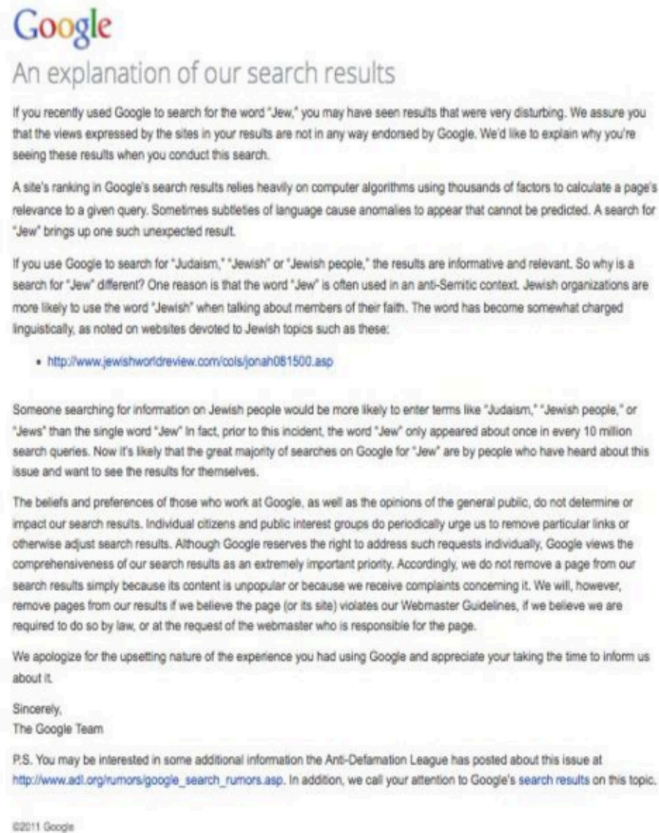 Google
An explanation of our search results
If you recently used Google to search for the word "Jew," you may have seen results that were very disturbing. We assure you
that the views expressed by the sites in your results are not in any way endorsed by Google. We'd like to explain why you're
seeing these results when you conduct this search.
A site's ranking in Google's search results relies heavily on computer algorithms using thousands of factors to calculate a page's
relevance to a given query. Sometimes subtleties of language cause anomalies to appear that cannot be predicted. A search for
"Jew" brings up one such unexpected result.
If you use Google to search for "Judaism," "Jewish" or "Jewish people," the results are informative and relevant. So why is a
search for "Jew" different? One reason is that the word "Jew" is often used in an anti-Semitic context. Jewish organizations are
more likely to use the word "Jewish" when talking about members of their faith. The word has become somewhat charged
linguistically, as noted on websites devoted to Jewish topics such as these:
• http://www.jewishworldreview.com/cols/jonah081500.asp
Someone searching for information on Jewish people would be more likely to enter terms like "Judaism," "Jewish people," or
"Jews" than the single word "Jew" In fact, prior to this incident, the word "Jew" only appeared about once in every 10 million
search queries. Now it's likely that the great majority of searches on Google for "Jew" are by people who have heard about this
issue and want to see the results for themselves.
The beliefs and preferences of those who work at Google, as well as the opinions of the general public, do not determine or
impact our search results. Individual citizens and public interest groups do periodically urge us to remove particular links or
otherwise adjust search results. Although Google reserves the right to address such requests individually, Google views the
comprehensiveness of our search results as an extremely important priority. Accordingly, we do not remove a page from our
search results simply because its content is unpopular or because we receive complaints concerning it. We will, however,
remove pages from our results if we believe the page (or its site) violates our Webmaster Guidelines, if we believe we are
required to do so by law, or at the request of the webmaster who is responsible for the page.
We apologize for the upsetting nature of the experience you had using Google and appreciate your taking the time to inform us
about it.
Sincerely,
The Google Team
P.S. You may be interested in some additional information the Anti-Defamation League has posted about this issue at
http://www.adl.org/rumors/google_search_rumors.asp. In addition, we call your attention to Google's search results on this topic.
©2011 Google